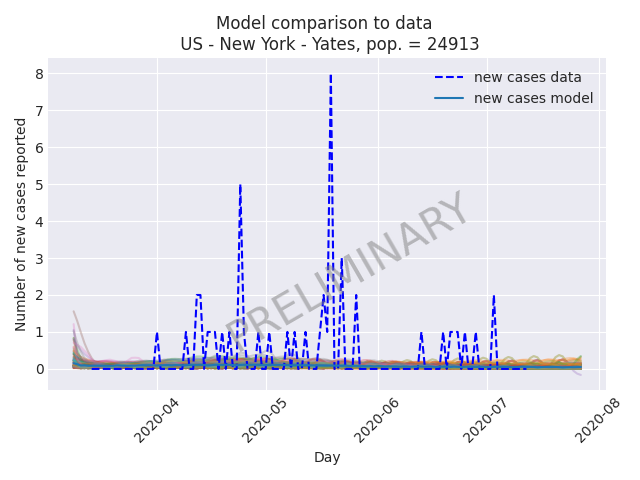 Model comparison to data
US - New York - Yates, pop. = 24913
new cases data
new cases model
Number of new cases reported
8
7
6
5
4
3
2
1
0
PRELIMINARY
2020-04
2020-05
2020-06
2020-07
2020-08
Day